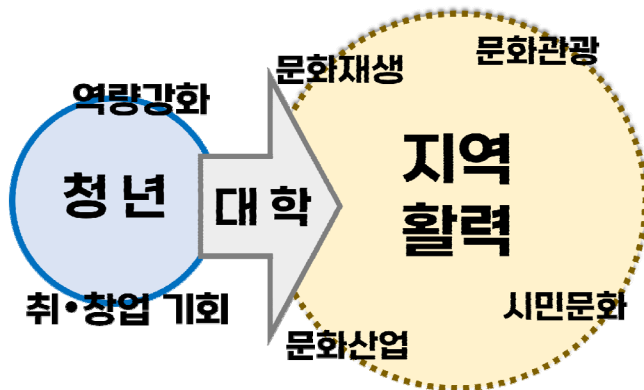 문화관광
문화재생
역량강화
지역
활력
청년
대학
취•창업 기회
시민문화
문화산업